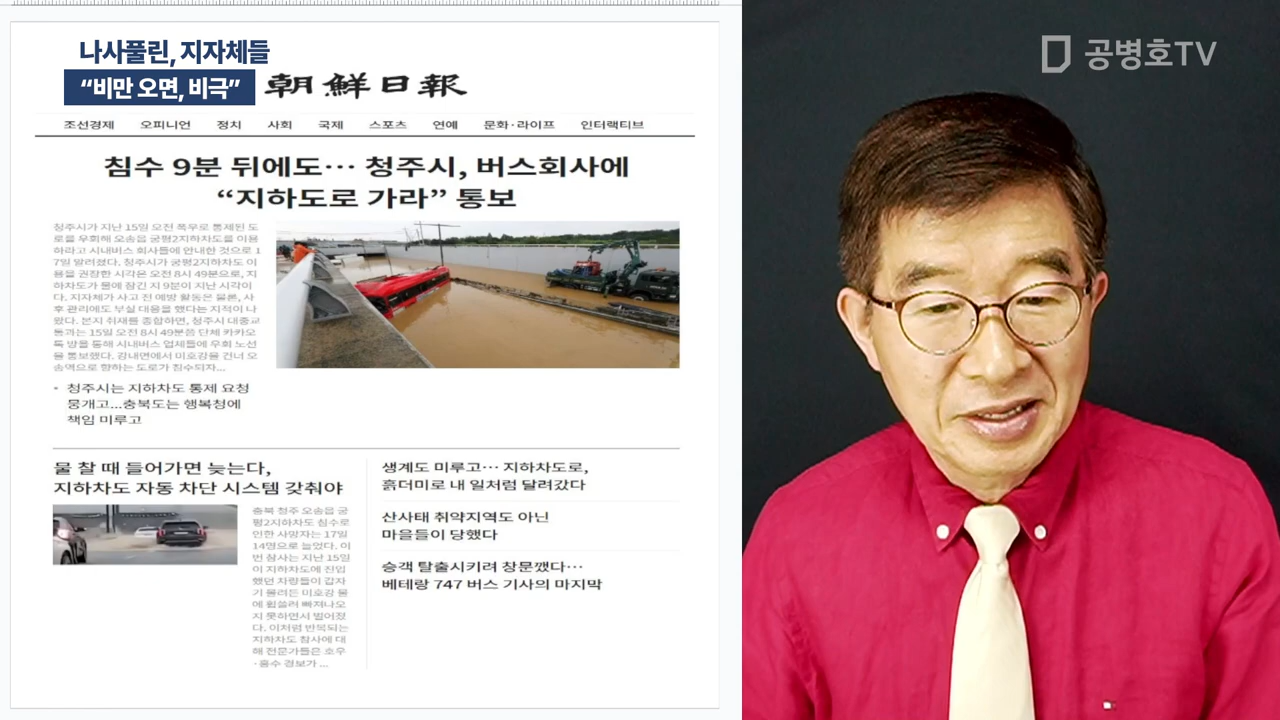 나사풀린, 지자체들
“비만 오면, 비극”
朝鮮日報
공병호TV
조선경제 오피니언 정치 사회 국제 스포츠 연예 문화·라이프 인터랙티브
침수 9분 뒤에도… 청주시, 버스회사에
“지하도로 가라” 통보
청주시가 지난 15일 오전 폭우로 통제된 도
로를 우회해 오송읍 궁평2지하차도를 이용
하라고 시내버스 회사들에 안내한 것으로 1
7일 알려졌다. 청주시가 궁평2지하차도 이
용을 권장한 시각은 오전 8시 49분으로, 지
하차도가 물에 잠긴 지 9분이 지난 시각이
다. 지자체가 사고 전 예방 활동은 물론, 사
후 관리에도 부실 대응을 했다는 지적이 나
왔다. 본지 취재를 종합하면, 청주시 대중교
통과는 15일 오전 8시 49분쯤 단체 카카오
톡 방을 통해 시내버스 업체들에 우회 노선
을 통보했다. 강내면에서 미호강을 건너 오
송역으로 향하는 도로가 침수되자...
• 청주시는 지하차도 통제 요청
뭉개고...충북도는 행복청에
책임 미루고
물 찰 때 들어가면 늦는다,
지하차도 자동 차단 시스템 갖춰야
충북 청주 오송읍 궁
평2지하차도 침수로
인한 사망자는 17일
14명으로 늘었다. 이
번 참사는 지난 15일
이 지하차도에 진입
했던 차량들이 갑자
기 몰려든 미호강 물
에 휩쓸려 빠져나오
지 못하면서 벌어졌
다. 이처럼 반복되는
지하차도 참사에 대
해 전문가들은 호우
·홍수 경보가 ...
생계도 미루고… 지하차도로,
흙더미로 내 일처럼 달려갔다
산사태 취약지역도 아닌
마을들이 당했다
승객 탈출시키려 창문깼다…
베테랑 747 버스 기사의 마지막